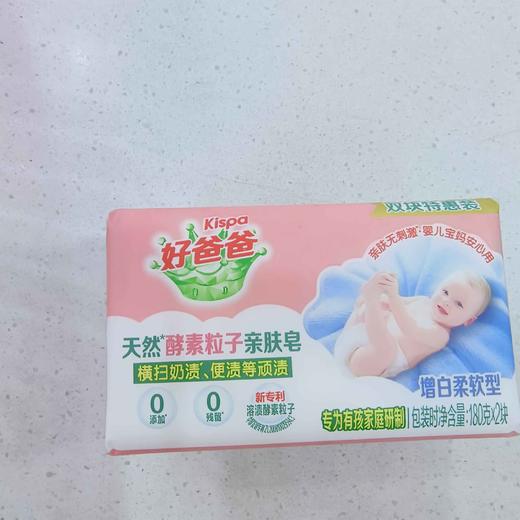 双块特惠装
Kispa
好爸爸
亲肤无刺激·婴儿宝妈安心用
天然*酵素粒子亲肤皂
横扫奶渍、便渍等顽渍
增白柔软型
0
添加*
0
残留*
新专利
溶渍酵素粒子
专为有孩家庭研制
包装时净含量:180克×2块